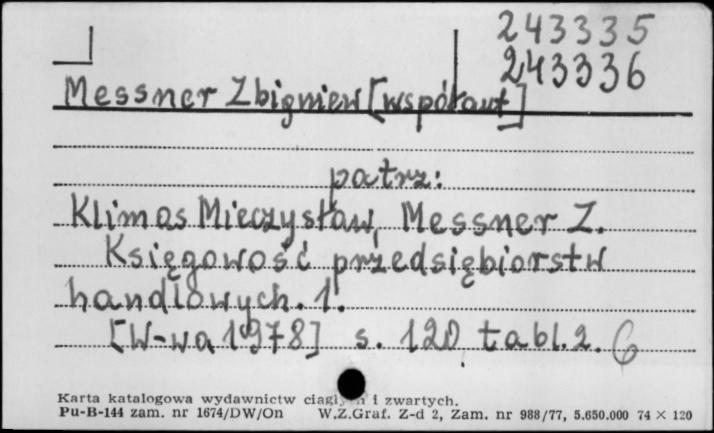 243335
243336
Messner Zbigniew [współaut]
patrz:
Klimas Mieczysław, Messner Z.
Księgowość przedsiębiorstw
handlowych. 1.
[W-wa 1978] s. 120 tabl. 2. 6
Karta katalogowa wydawnictw ciągłych i zwartych.
Pu-B-144 zam. nr 1674/DW/On W.Z.Graf. Z-d 2, Zam. nr 988/77, 5.650.000 74 × 120